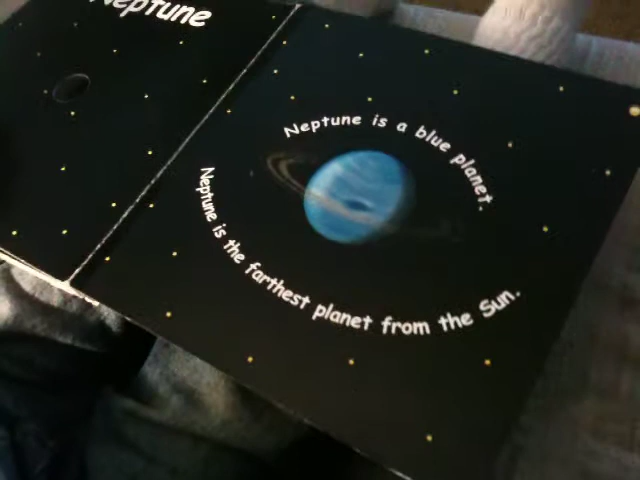 Neptune
Neptune is a blue planet.
Neptune is the farthest planet from the Sun.